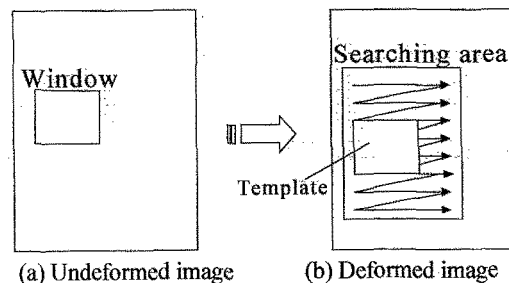 Window
Searching area
Template
(a) Undeformed image
(b) Deformed image